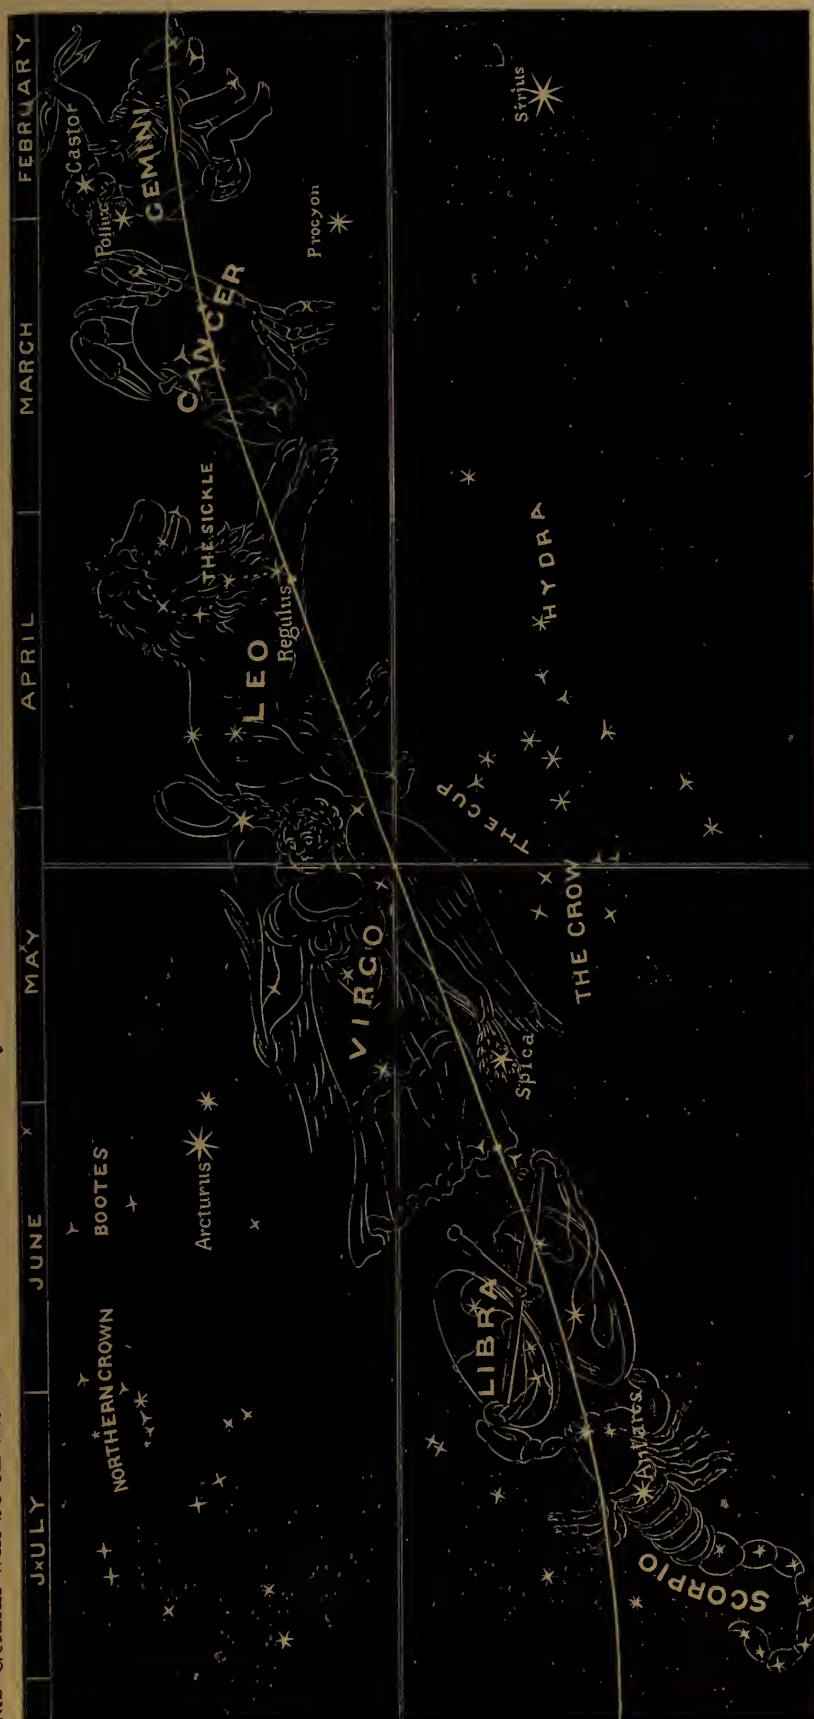 FEBRUARY
MARCH
APRIL
MAY
JUNE
JULY
Castor
Pollux
GEMINI
Procyon
Sirius
CANCER
THE SICKLE
LEO
Regulus
HYDRA
THE CUP
THE CROW
VIRGO
Spica
BOOTES
Arcturus
NORTHERN CROWN
LIBRA
Antares
SCORPIO